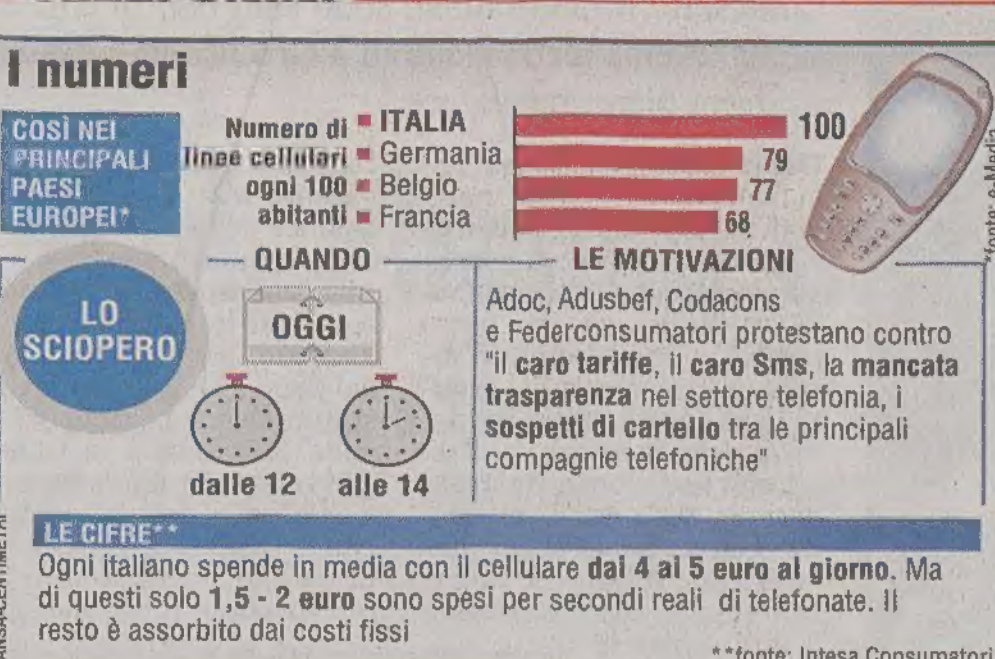 I numeri
COSÌ NEI
PRINCIPALI
PAESI
EUROPEI*
Numero di
linee cellulari
ogni 100
abitanti
ITALIA 100
Germania 79
Belgio 77
Francia 68
*fonte: e-Media
LO
SCIOPERO
QUANDO
OGGI
dalle 12 alle 14
LE MOTIVAZIONI
Adoc, Adusbef, Codacons
e Federconsumatori protestano contro
"il caro tariffe, il caro Sms, la mancata
trasparenza nel settore telefonia, i
sospetti di cartello tra le principali
compagnie telefoniche"
LE CIFRE**
Ogni italiano spende in media con il cellulare dai 4 ai 5 euro al giorno. Ma
di questi solo 1,5 - 2 euro sono spesi per secondi reali di telefonate. Il
resto è assorbito dai costi fissi
**fonte: Intesa Consumatori
ANSA-CENTIMETRI